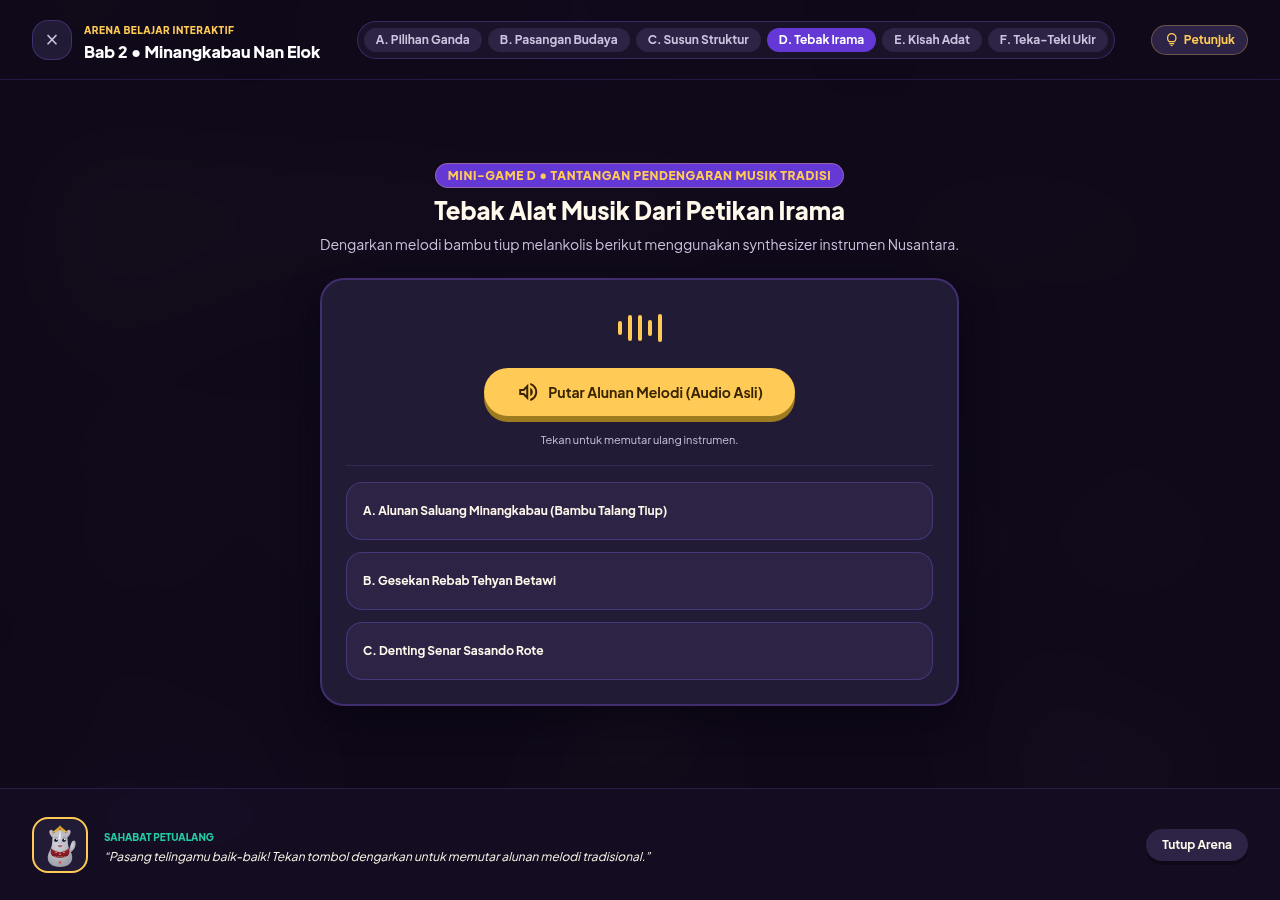 ARENA BELAJAR INTERAKTIF
Bab 2 • Minangkabau Nan Elok
A. Pilihan Ganda
B. Pasangan Budaya
C. Susun Struktur
D. Tebak Irama
E. Kisah Adat
F. Teka-Teki Ukir
Petunjuk
MINI-GAME D • TANTANGAN PENDENGARAN MUSIK TRADISI
Tebak Alat Musik Dari Petikan Irama
Dengarkan melodi bambu tiup melankolis berikut menggunakan synthesizer instrumen Nusantara.
Putar Alunan Melodi (Audio Asli)
Tekan untuk memutar ulang instrumen.
A. Alunan Saluang Minangkabau (Bambu Talang Tiup)
B. Gesekan Rebab Tehyan Betawi
C. Denting Senar Sasando Rote
SAHABAT PETUALANG
"Pasang telingamu baik-baik! Tekan tombol dengarkan untuk memutar alunan melodi tradisional."
Tutup Arena